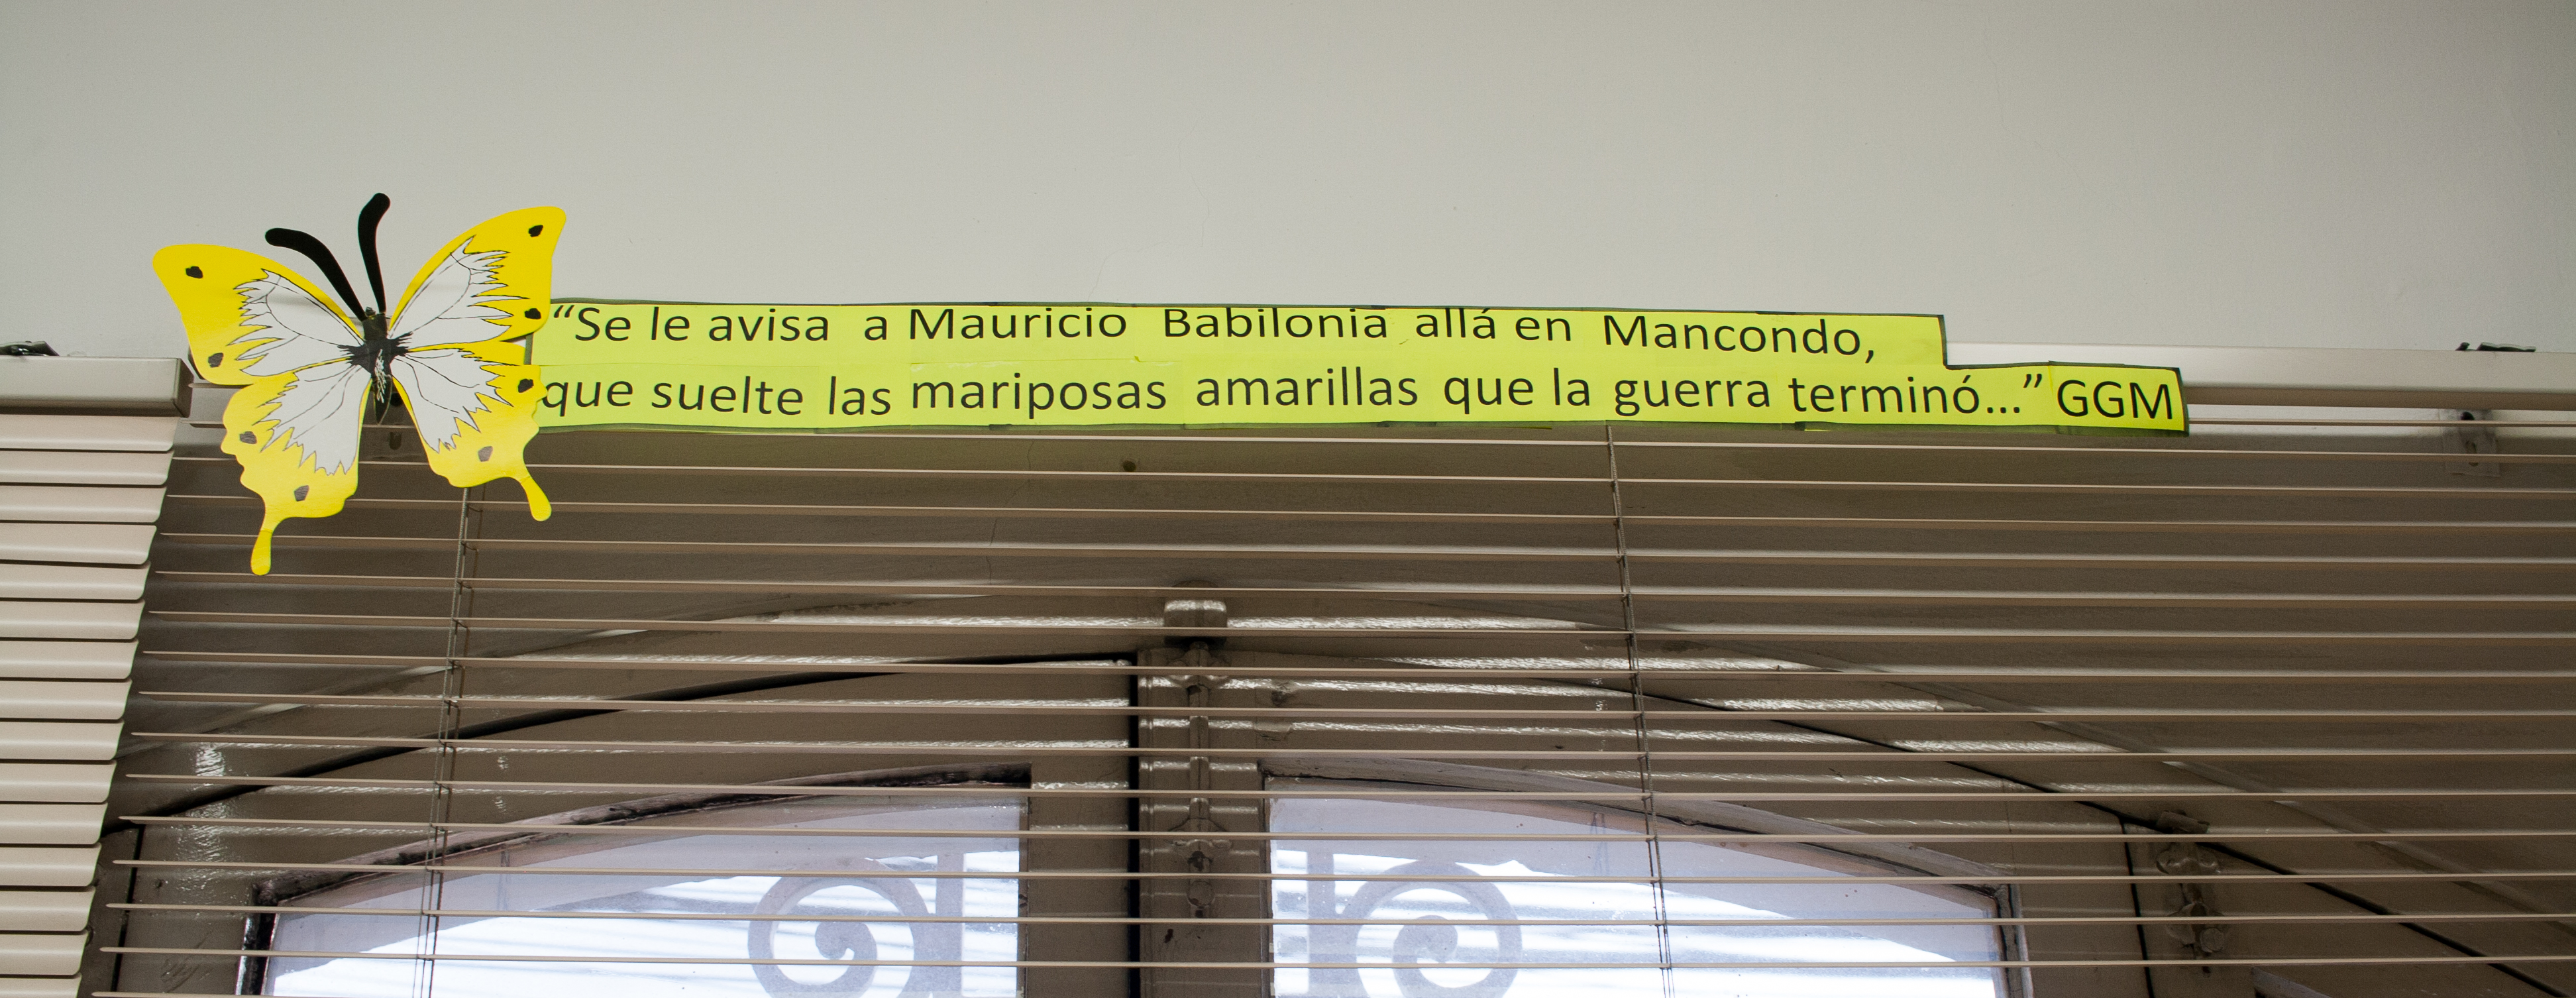 “Se le avisa a Mauricio Babilonia allá en Mancondo,
que suelte las mariposas amarillas que la guerra terminó...” GGM